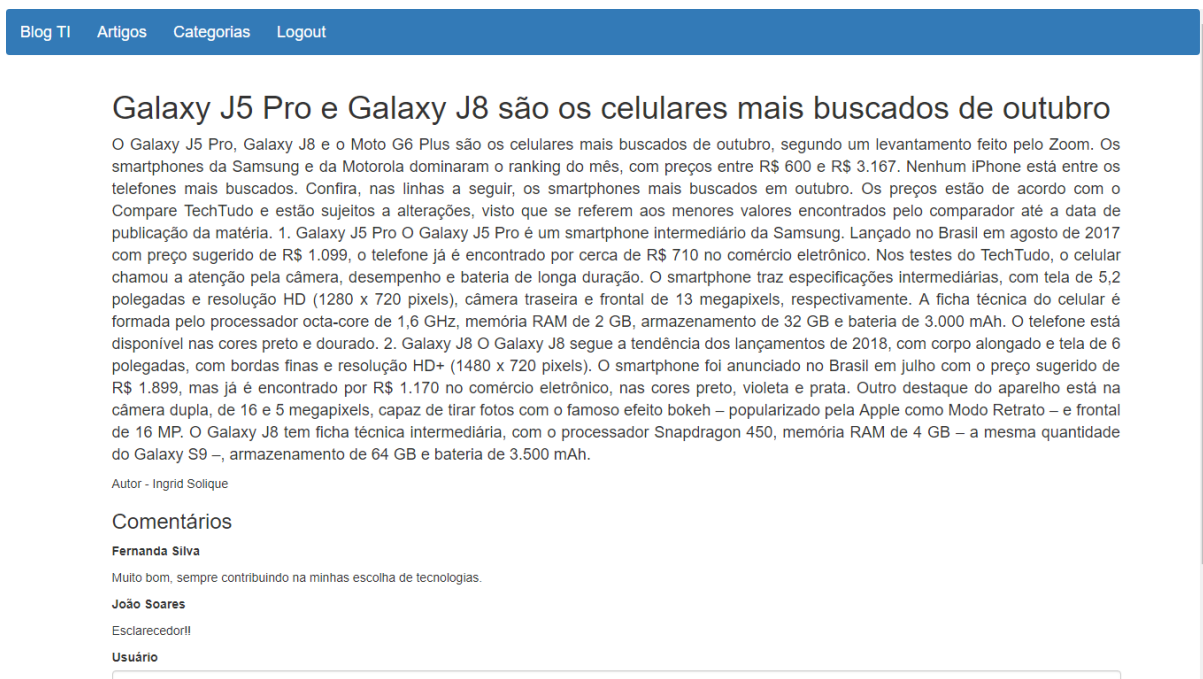 Blog TI Artigos Categorias Logout
Galaxy J5 Pro e Galaxy J8 são os celulares mais buscados de outubro
O Galaxy J5 Pro, Galaxy J8 e o Moto G6 Plus são os celulares mais buscados de outubro, segundo um levantamento feito pelo Zoom. Os
smartphones da Samsung e da Motorola dominaram o ranking do mês, com preços entre R$ 600 e R$ 3.167. Nenhum iPhone está entre os
telefones mais buscados. Confira, nas linhas a seguir, os smartphones mais buscados em outubro. Os preços estão de acordo com o
Compare TechTudo e estão sujeitos a alterações, visto que se referem aos menores valores encontrados pelo comparador até a data de
publicação da matéria. 1. Galaxy J5 Pro O Galaxy J5 Pro é um smartphone intermediário da Samsung. Lançado no Brasil em agosto de 2017
com preço sugerido de R$ 1.099, o telefone já é encontrado por cerca de R$ 710 no comércio eletrônico. Nos testes do TechTudo, o celular
chamou a atenção pela câmera, desempenho e bateria de longa duração. O smartphone traz especificações intermediárias, com tela de 5,2
polegadas e resolução HD (1280 x 720 pixels), câmera traseira e frontal de 13 megapixels, respectivamente. A ficha técnica do celular é
formada pelo processador octa-core de 1,6 GHz, memória RAM de 2 GB, armazenamento de 32 GB e bateria de 3.000 mAh. O telefone está
disponível nas cores preto e dourado. 2. Galaxy J8 O Galaxy J8 segue a tendência dos lançamentos de 2018, com corpo alongado e tela de 6
polegadas, com bordas finas e resolução HD+ (1480 x 720 pixels). O smartphone foi anunciado no Brasil em julho com o preço sugerido de
R$ 1.899, mas já é encontrado por R$ 1.170 no comércio eletrônico, nas cores preto, violeta e prata. Outro destaque do aparelho está na
câmera dupla, de 16 e 5 megapixels, capaz de tirar fotos com o famoso efeito bokeh – popularizado pela Apple como Modo Retrato – e frontal
de 16 MP. O Galaxy J8 tem ficha técnica intermediária, com o processador Snapdragon 450, memória RAM de 4 GB – a mesma quantidade
do Galaxy S9 –, armazenamento de 64 GB e bateria de 3.500 mAh.
Autor - Ingrid Solique
Comentários
Fernanda Silva
Muito bom, sempre contribuindo na minhas escolha de tecnologias.
João Soares
Esclarecedor!!
Usuário